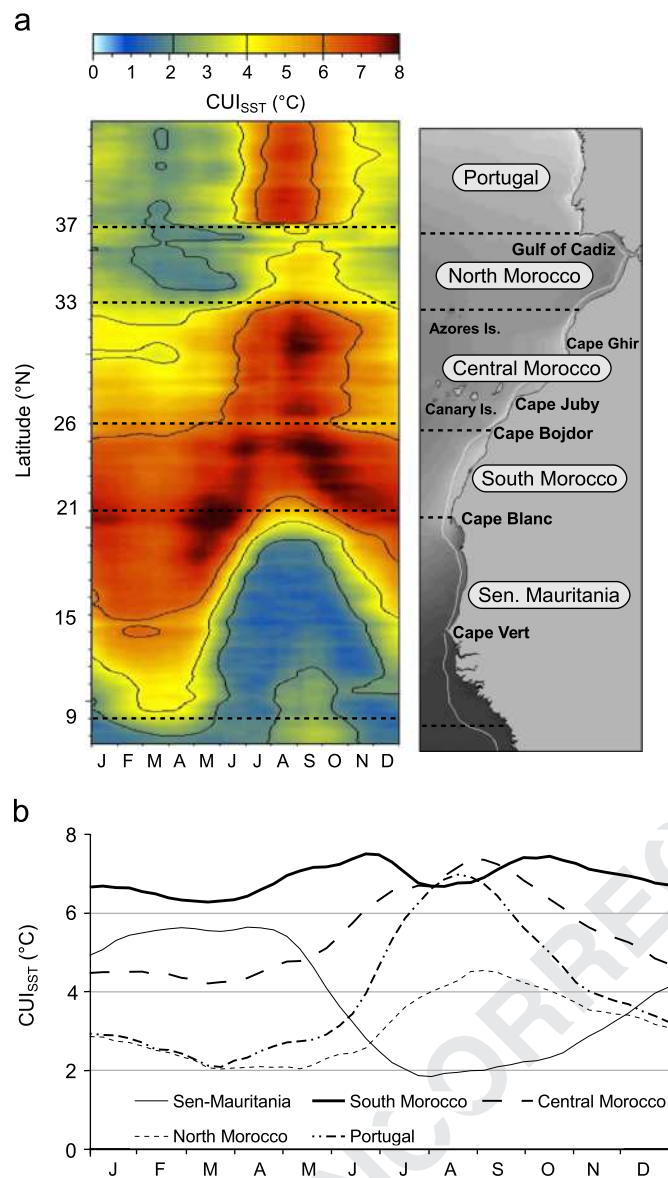 a
0 1 2 3 4 5 6 7 8
CUISST (°C)
37
33
26
21
15
9
Latitude (°N)
J F M A M J J A S O N D
Portugal
Gulf of Cadiz
North Morocco
Azores Is.
Cape Ghir
Central Morocco
Canary Is.
Cape Juby
Cape Bojdor
South Morocco
Cape Blanc
Sen. Mauritania
Cape Vert
b
8
6
4
2
0
CUISST (°C)
Sen-Mauritania South Morocco Central Morocco
North Morocco Portugal
J F M A M J J A S O N D
UNCORREC